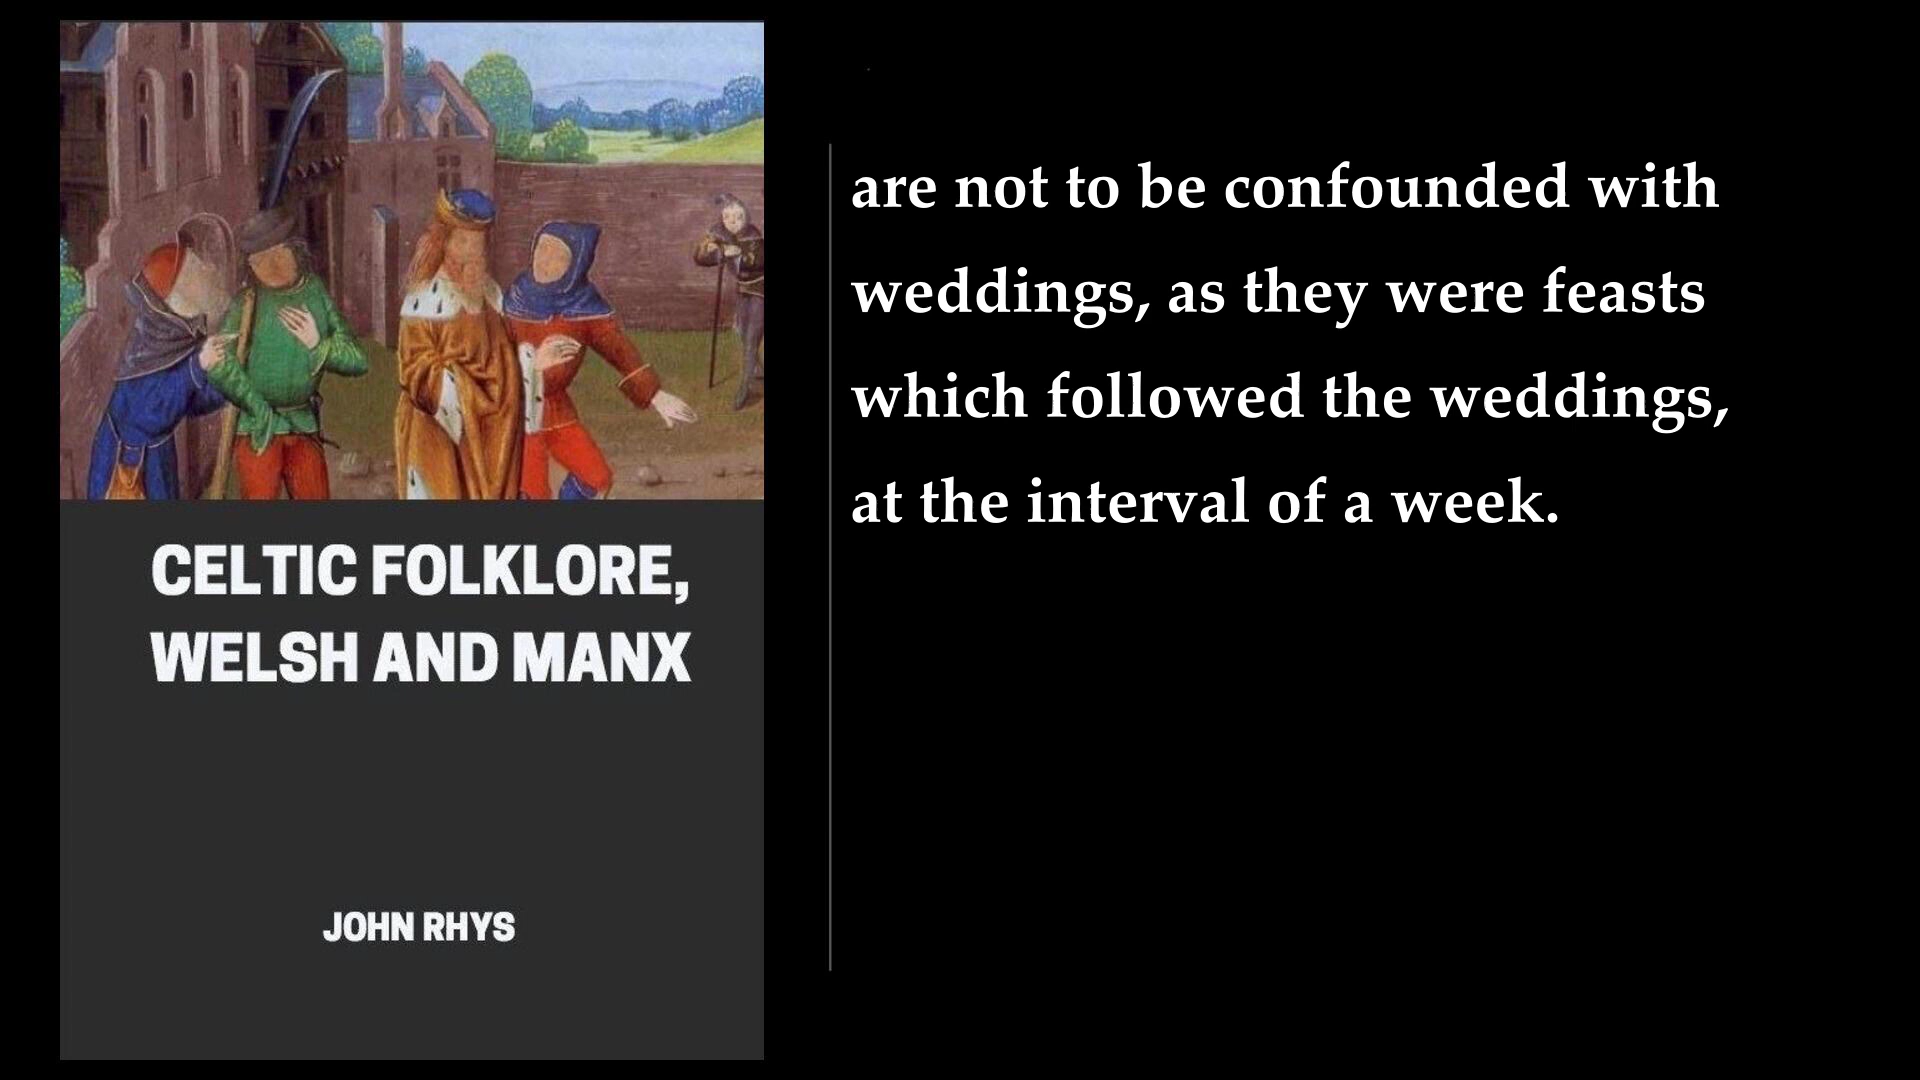 CELTIC FOLKLORE,
WELSH AND MANX
JOHN RHYS
are not to be confounded with
weddings, as they were feasts
which followed the weddings,
at the interval of a week.